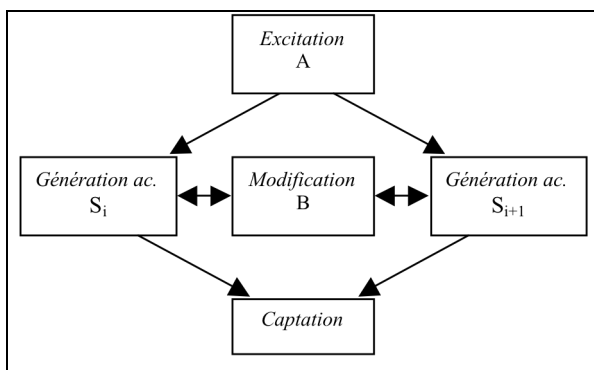 Excitation
A
Génération ac.
Si
Modification
B
Génération ac.
Si+1
Captation